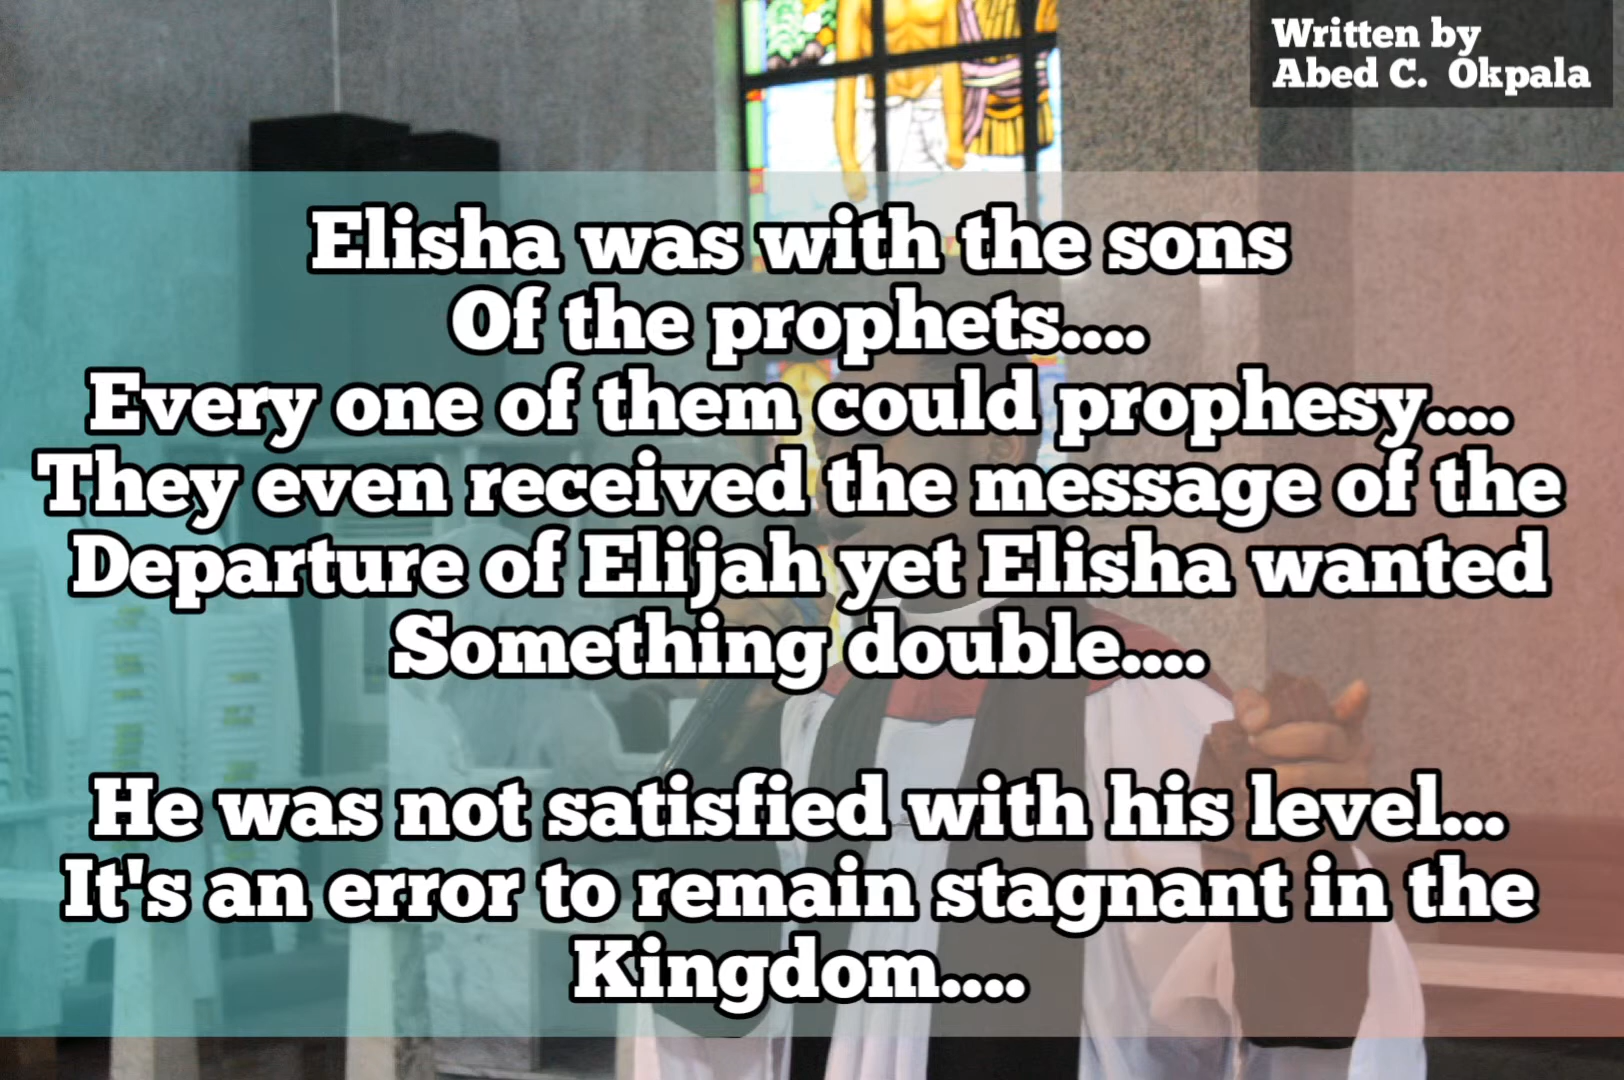 Written by
Abed C. Okpala
Elisha was with the sons
Of the prophets....
Every one of them could prophesy....
They even received the message of the
Departure of Elijah yet Elisha wanted
Something double....
He was not satisfied with his level...
It's an error to remain stagnant in the
Kingdom....